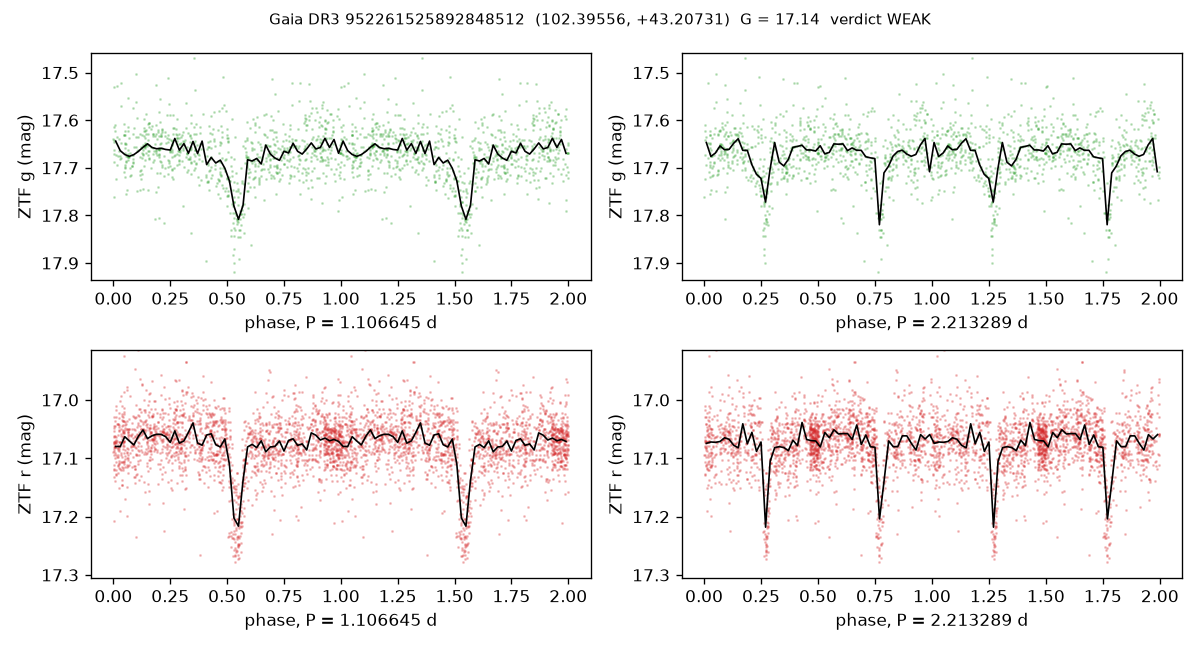 Gaia DR3 952261525892848512  (102.39556, +43.20731)  G = 17.14  verdict WEAK
ZTF g (mag)
17.5
17.6
17.7
17.8
17.9
0.00 0.25 0.50 0.75 1.00 1.25 1.50 1.75 2.00
phase, P = 1.106645 d
ZTF g (mag)
17.5
17.6
17.7
17.8
17.9
0.00 0.25 0.50 0.75 1.00 1.25 1.50 1.75 2.00
phase, P = 2.213289 d
ZTF r (mag)
17.0
17.1
17.2
17.3
0.00 0.25 0.50 0.75 1.00 1.25 1.50 1.75 2.00
phase, P = 1.106645 d
ZTF r (mag)
17.0
17.1
17.2
17.3
0.00 0.25 0.50 0.75 1.00 1.25 1.50 1.75 2.00
phase, P = 2.213289 d